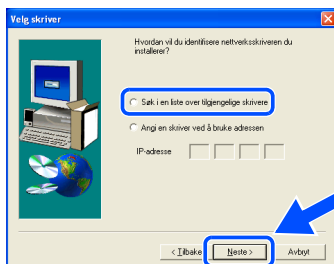 Velg skriver
Hvordan vil du identifisere nettverksskriveren du
installerer?
Søk i en liste over tilgjengelige skrivere
Angi en skriver ved å bruke adressen
IP-adresse
< Tilbake
Neste >
Avbryt